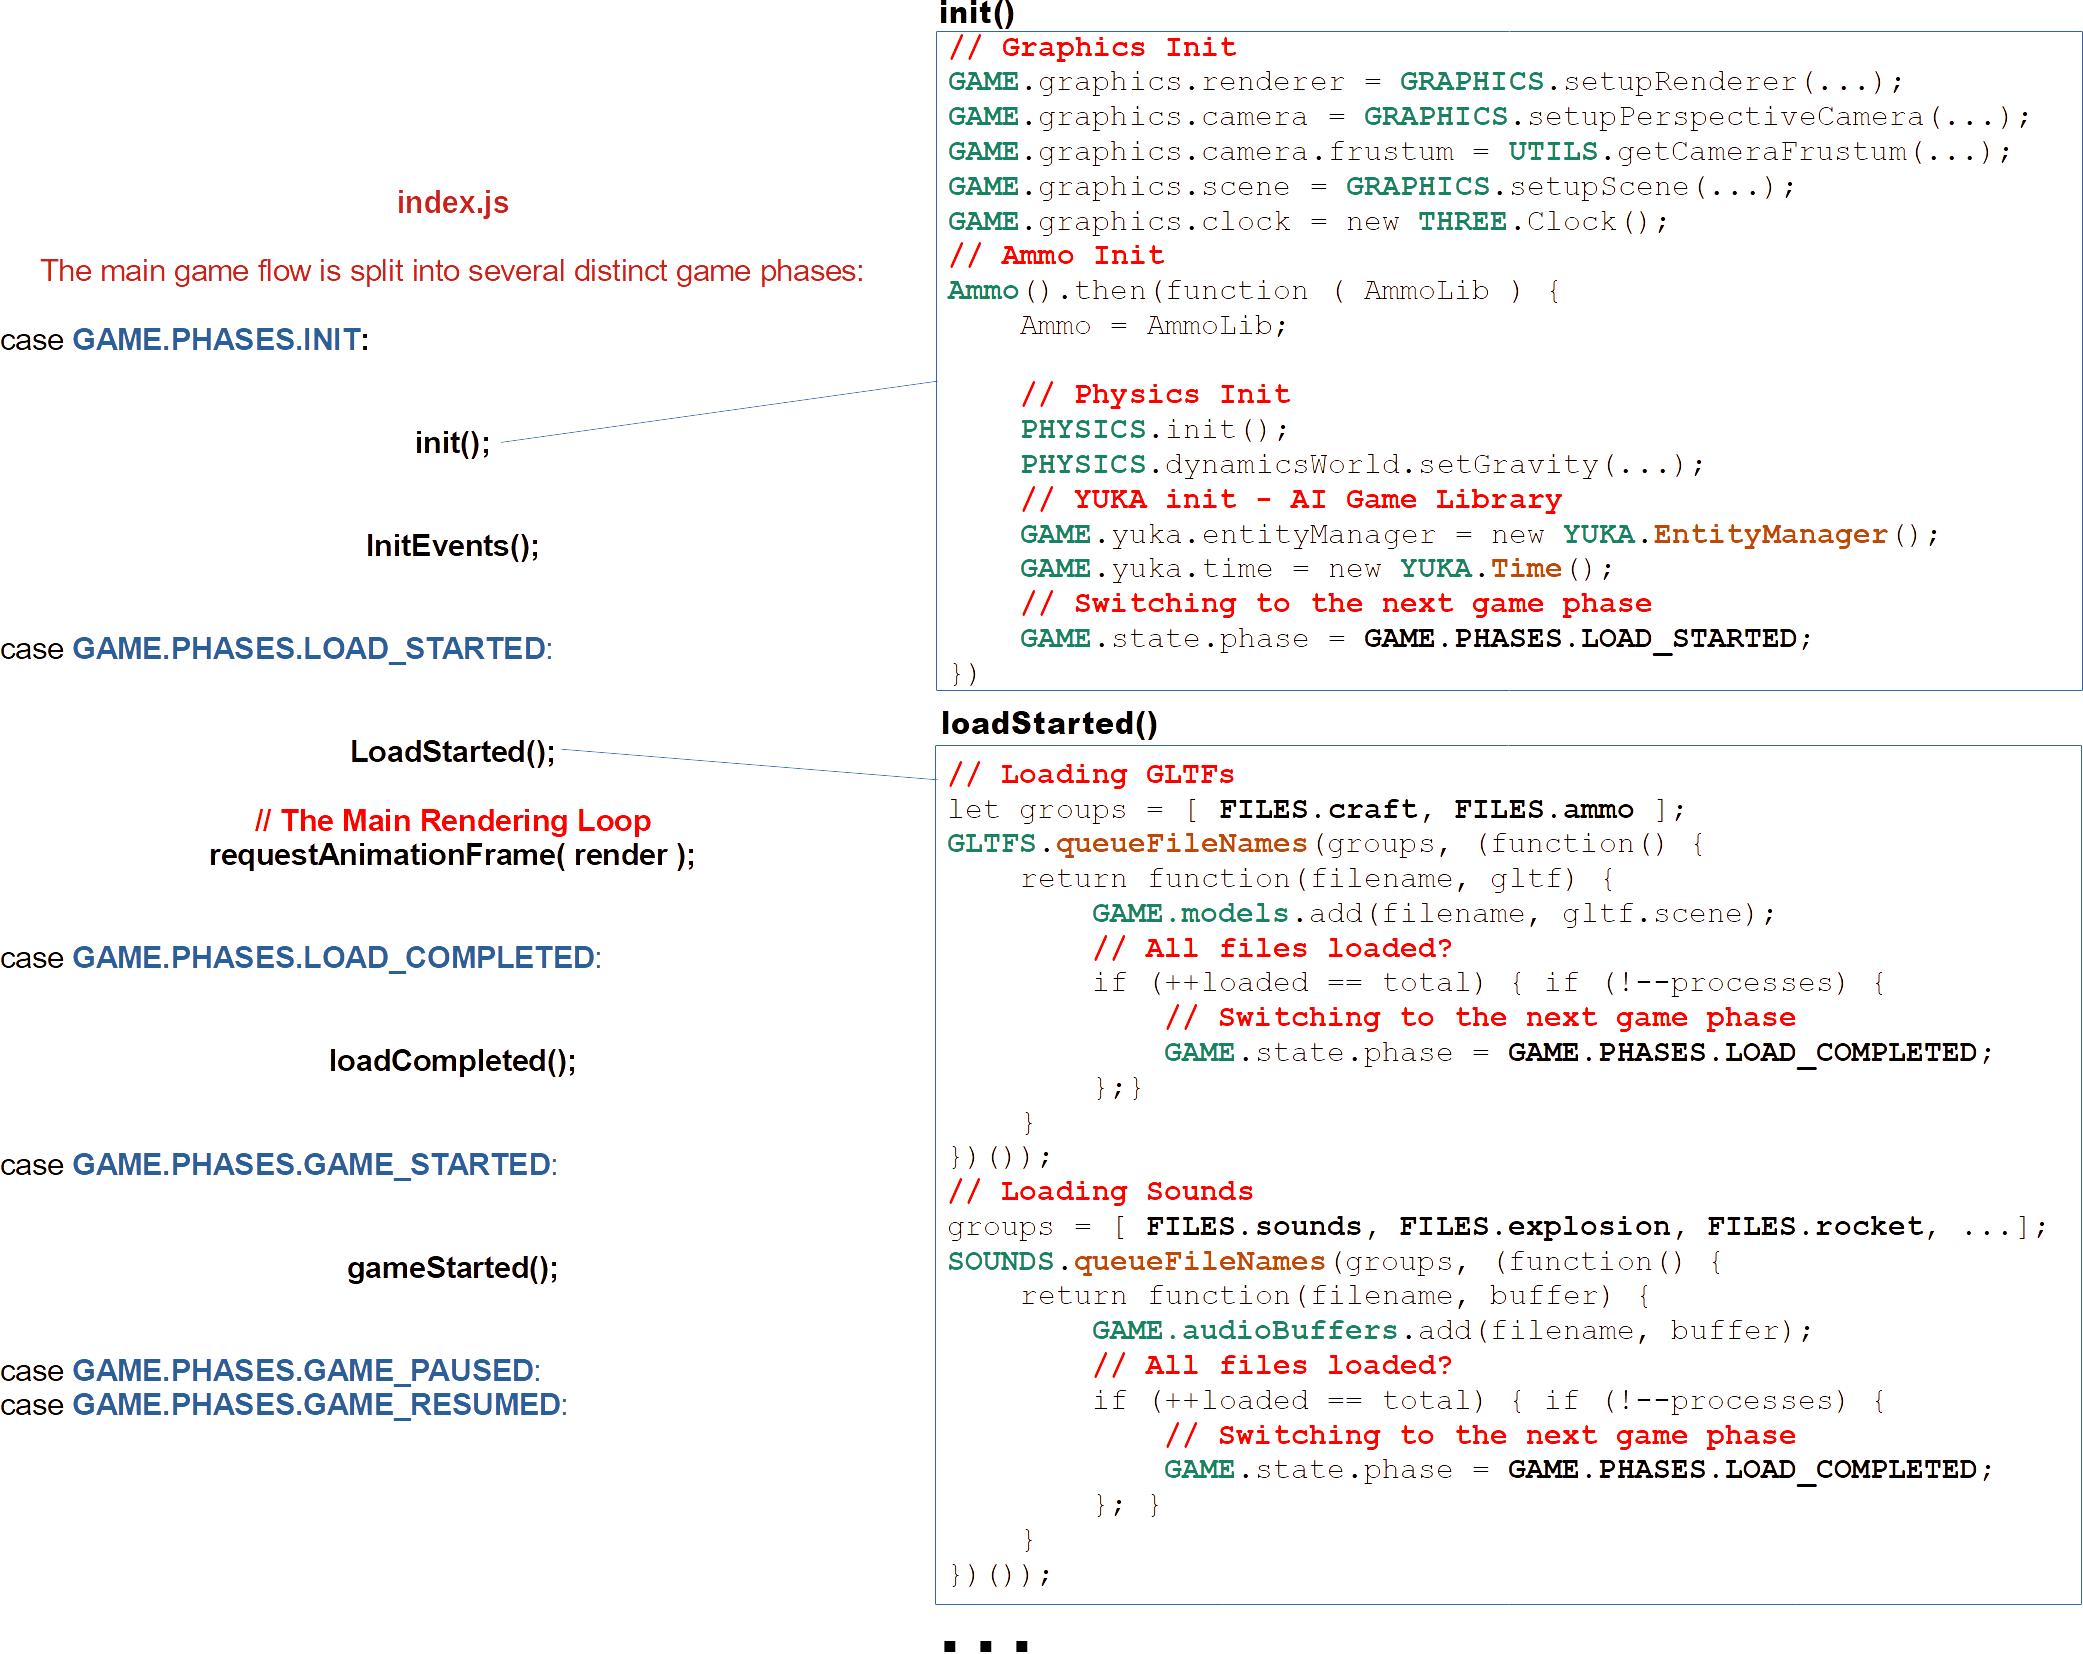 index.js
The main game flow is split into several distinct game phases:
case GAME.PHASES.INIT:
init();
InitEvents();
case GAME.PHASES.LOAD_STARTED:
LoadStarted();
// The Main Rendering Loop
requestAnimationFrame( render );
case GAME.PHASES.LOAD_COMPLETED:
loadCompleted();
case GAME.PHASES.GAME_STARTED:
gameStarted();
case GAME.PHASES.GAME_PAUSED:
case GAME.PHASES.GAME_RESUMED:
init()
// Graphics Init
GAME.graphics.renderer = GRAPHICS.setupRenderer(...);
GAME.graphics.camera = GRAPHICS.setupPerspectiveCamera(...);
GAME.graphics.camera.frustum = UTILS.getCameraFrustum(...);
GAME.graphics.scene = GRAPHICS.setupScene(...);
GAME.graphics.clock = new THREE.Clock();
// Ammo Init
Ammo().then(function ( AmmoLib ) {
    Ammo = AmmoLib;
    // Physics Init
    PHYSICS.init();
    PHYSICS.dynamicsWorld.setGravity(...);
    // YUKA init - AI Game Library
    GAME.yuka.entityManager = new YUKA.EntityManager();
    GAME.yuka.time = new YUKA.Time();
    // Switching to the next game phase
    GAME.state.phase = GAME.PHASES.LOAD_STARTED;
})
loadStarted()
// Loading GLTFs
let groups = [ FILES.craft, FILES.ammo ];
GLTFS.queueFileNames(groups, (function() {
    return function(filename, gltf) {
        GAME.models.add(filename, gltf.scene);
        // All files loaded?
        if (++loaded == total) { if (!--processes) {
            // Switching to the next game phase
            GAME.state.phase = GAME.PHASES.LOAD_COMPLETED;
        };}
    }
})());
// Loading Sounds
groups = [ FILES.sounds, FILES.explosion, FILES.rocket, ...];
SOUNDS.queueFileNames(groups, (function() {
    return function(filename, buffer) {
        GAME.audioBuffers.add(filename, buffer);
        // All files loaded?
        if (++loaded == total) { if (!--processes) {
            // Switching to the next game phase
            GAME.state.phase = GAME.PHASES.LOAD_COMPLETED;
        }; }
    }
})());
...